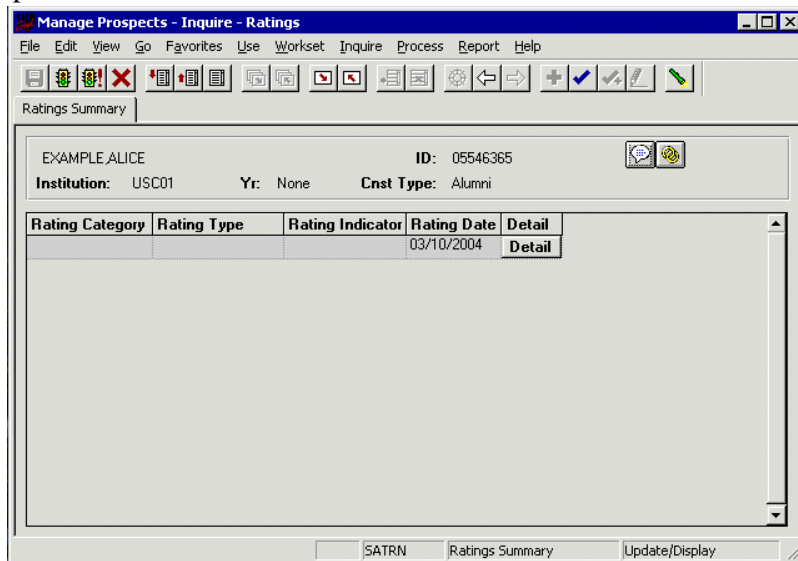 Manage Prospects - Inquire - Ratings
File Edit View Go Favorites Use Workset Inquire Process Report Help
Ratings Summary
EXAMPLE,ALICE ID: 05546365
Institution: USC01 Yr: None Cnst Type: Alumni
Rating Category Rating Type Rating Indicator Rating Date Detail
03/10/2004 Detail
SATRN Ratings Summary Update/Display